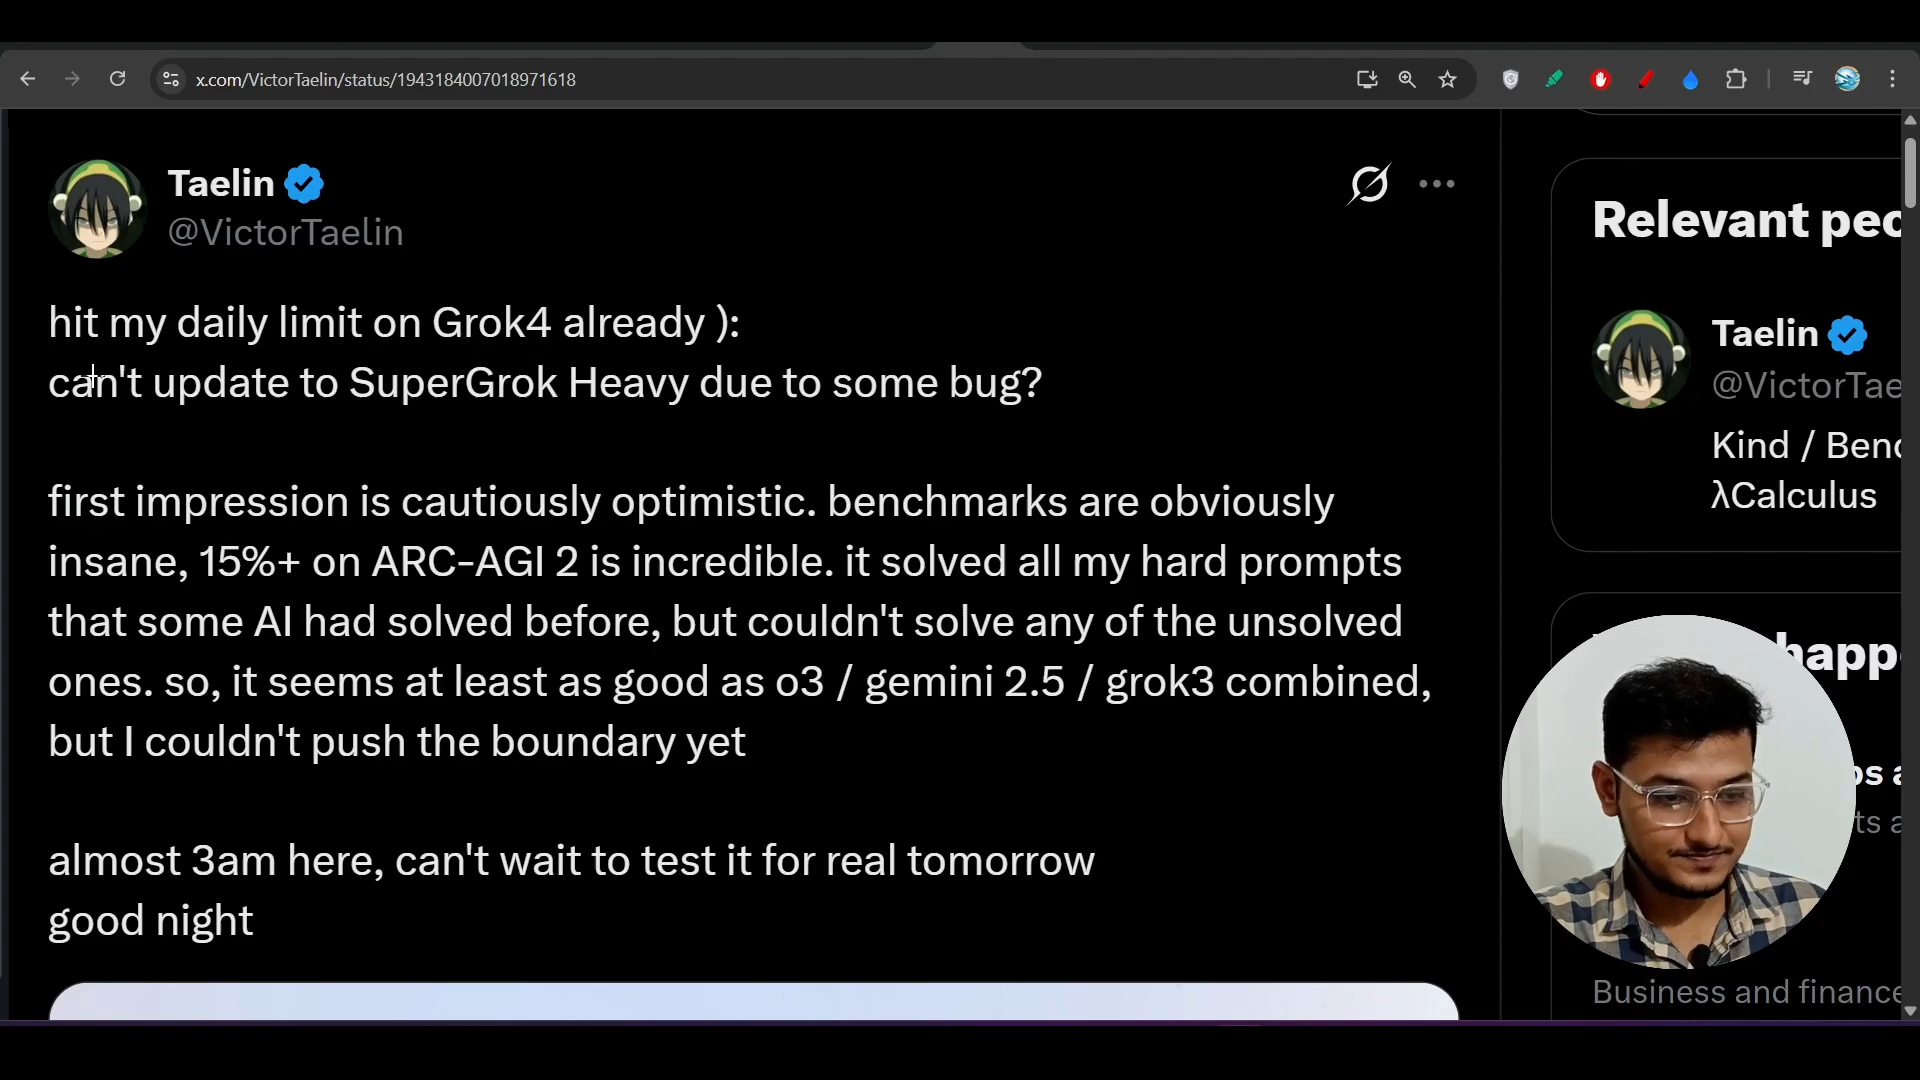 x.com/VictorTaelin/status/1943184007018971618
Taelin
@VictorTaelin
hit my daily limit on Grok4 already ):
can't update to SuperGrok Heavy due to some bug?
first impression is cautiously optimistic. benchmarks are obviously
insane, 15%+ on ARC-AGI 2 is incredible. it solved all my hard prompts
that some AI had solved before, but couldn't solve any of the unsolved
ones. so, it seems at least as good as o3 / gemini 2.5 / grok3 combined,
but I couldn't push the boundary yet
almost 3am here, can't wait to test it for real tomorrow
good night
Relevant
Taelin
@VictorTae
Kind /
λCalculus
Business and finance